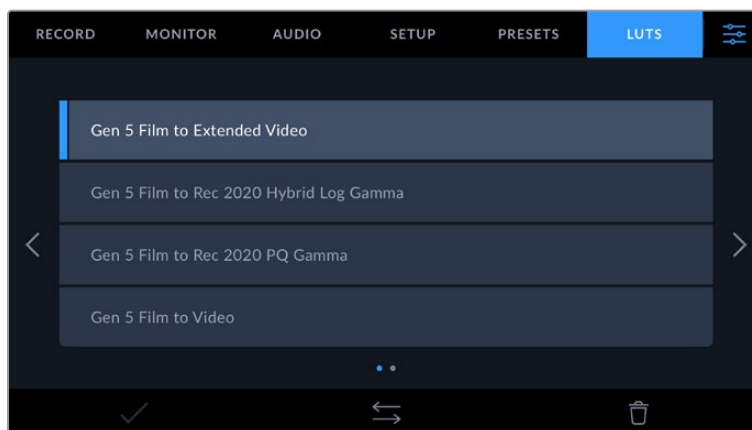 RECORD MONITOR AUDIO SETUP PRESETS LUTS
Gen 5 Film to Extended Video
Gen 5 Film to Rec 2020 Hybrid Log Gamma
Gen 5 Film to Rec 2020 PQ Gamma
Gen 5 Film to Video